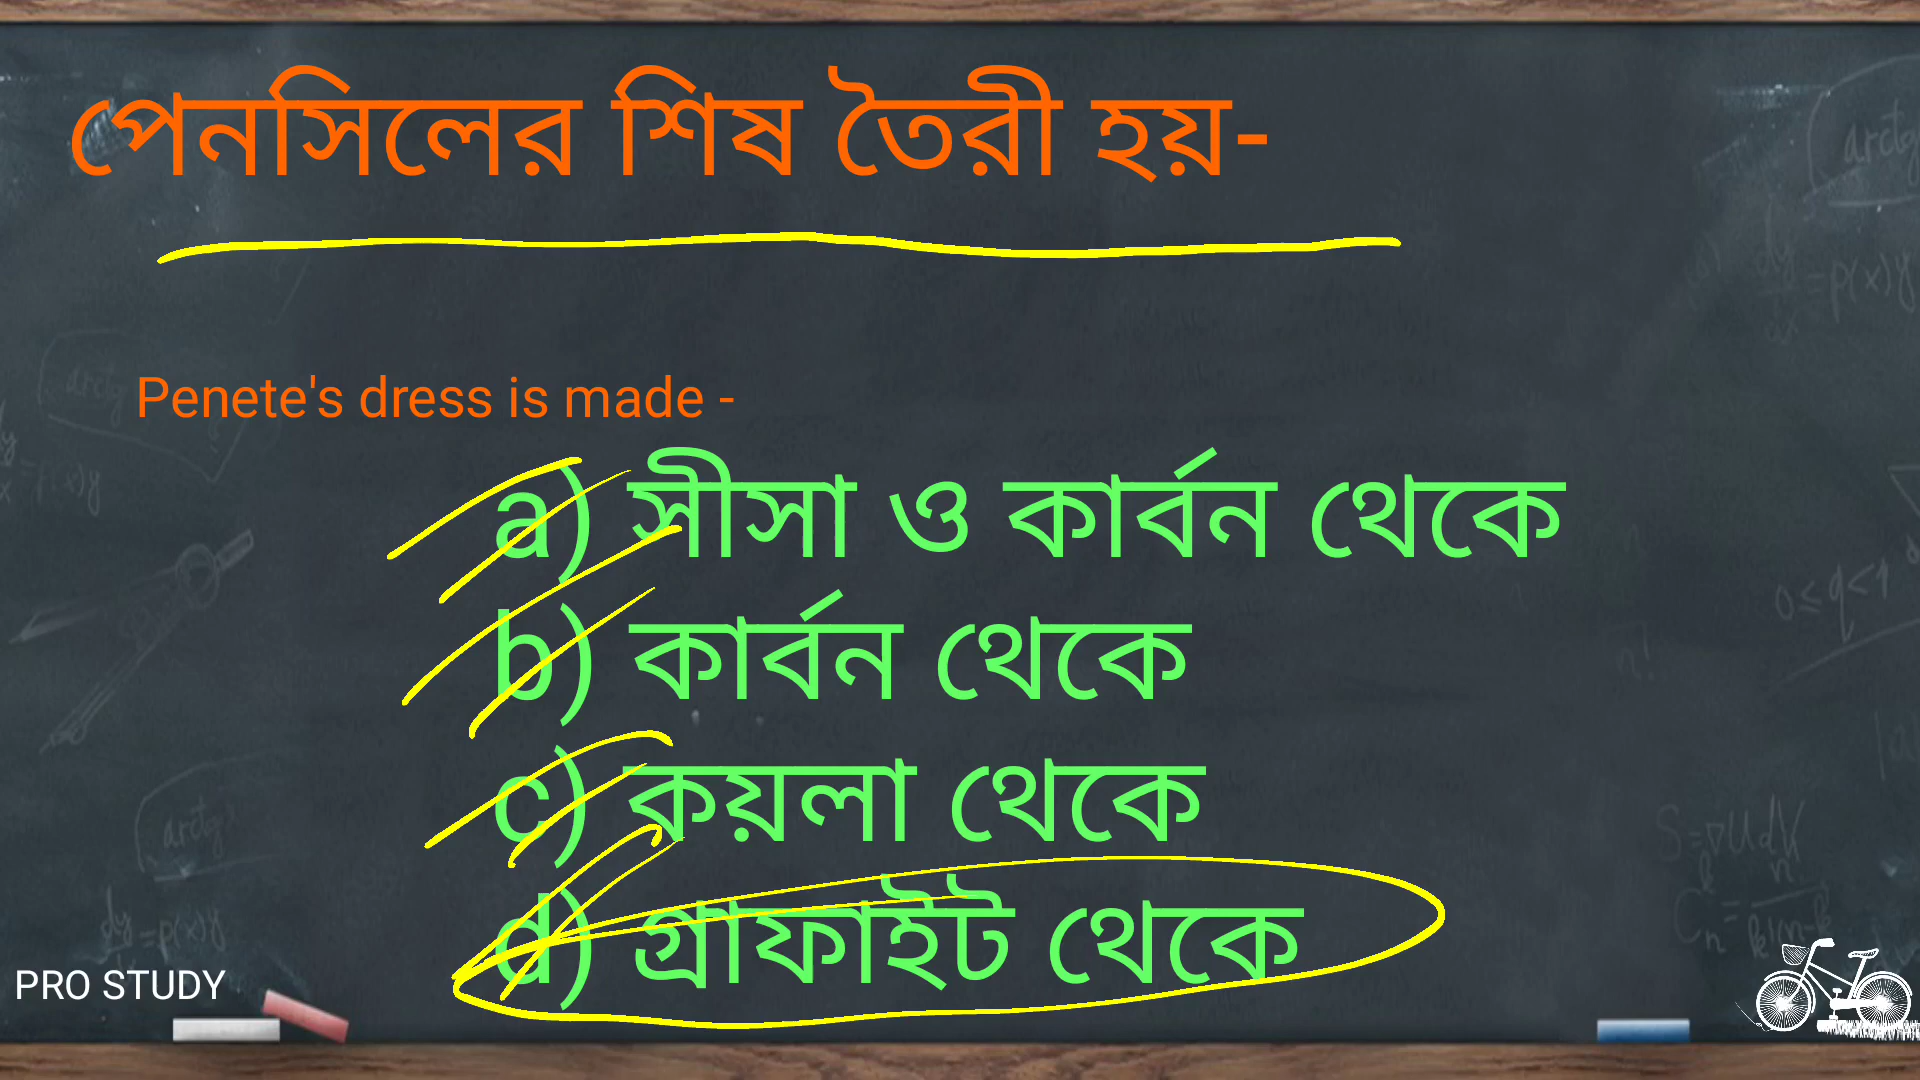 পেনসিলের শিষ তৈরী হয়-
Penete's dress is made -
a) সীসা ও কার্বন থেকে
b) কার্বন থেকে
c) কয়লা থেকে
d) গ্রাফাইট থেকে
PRO STUDY